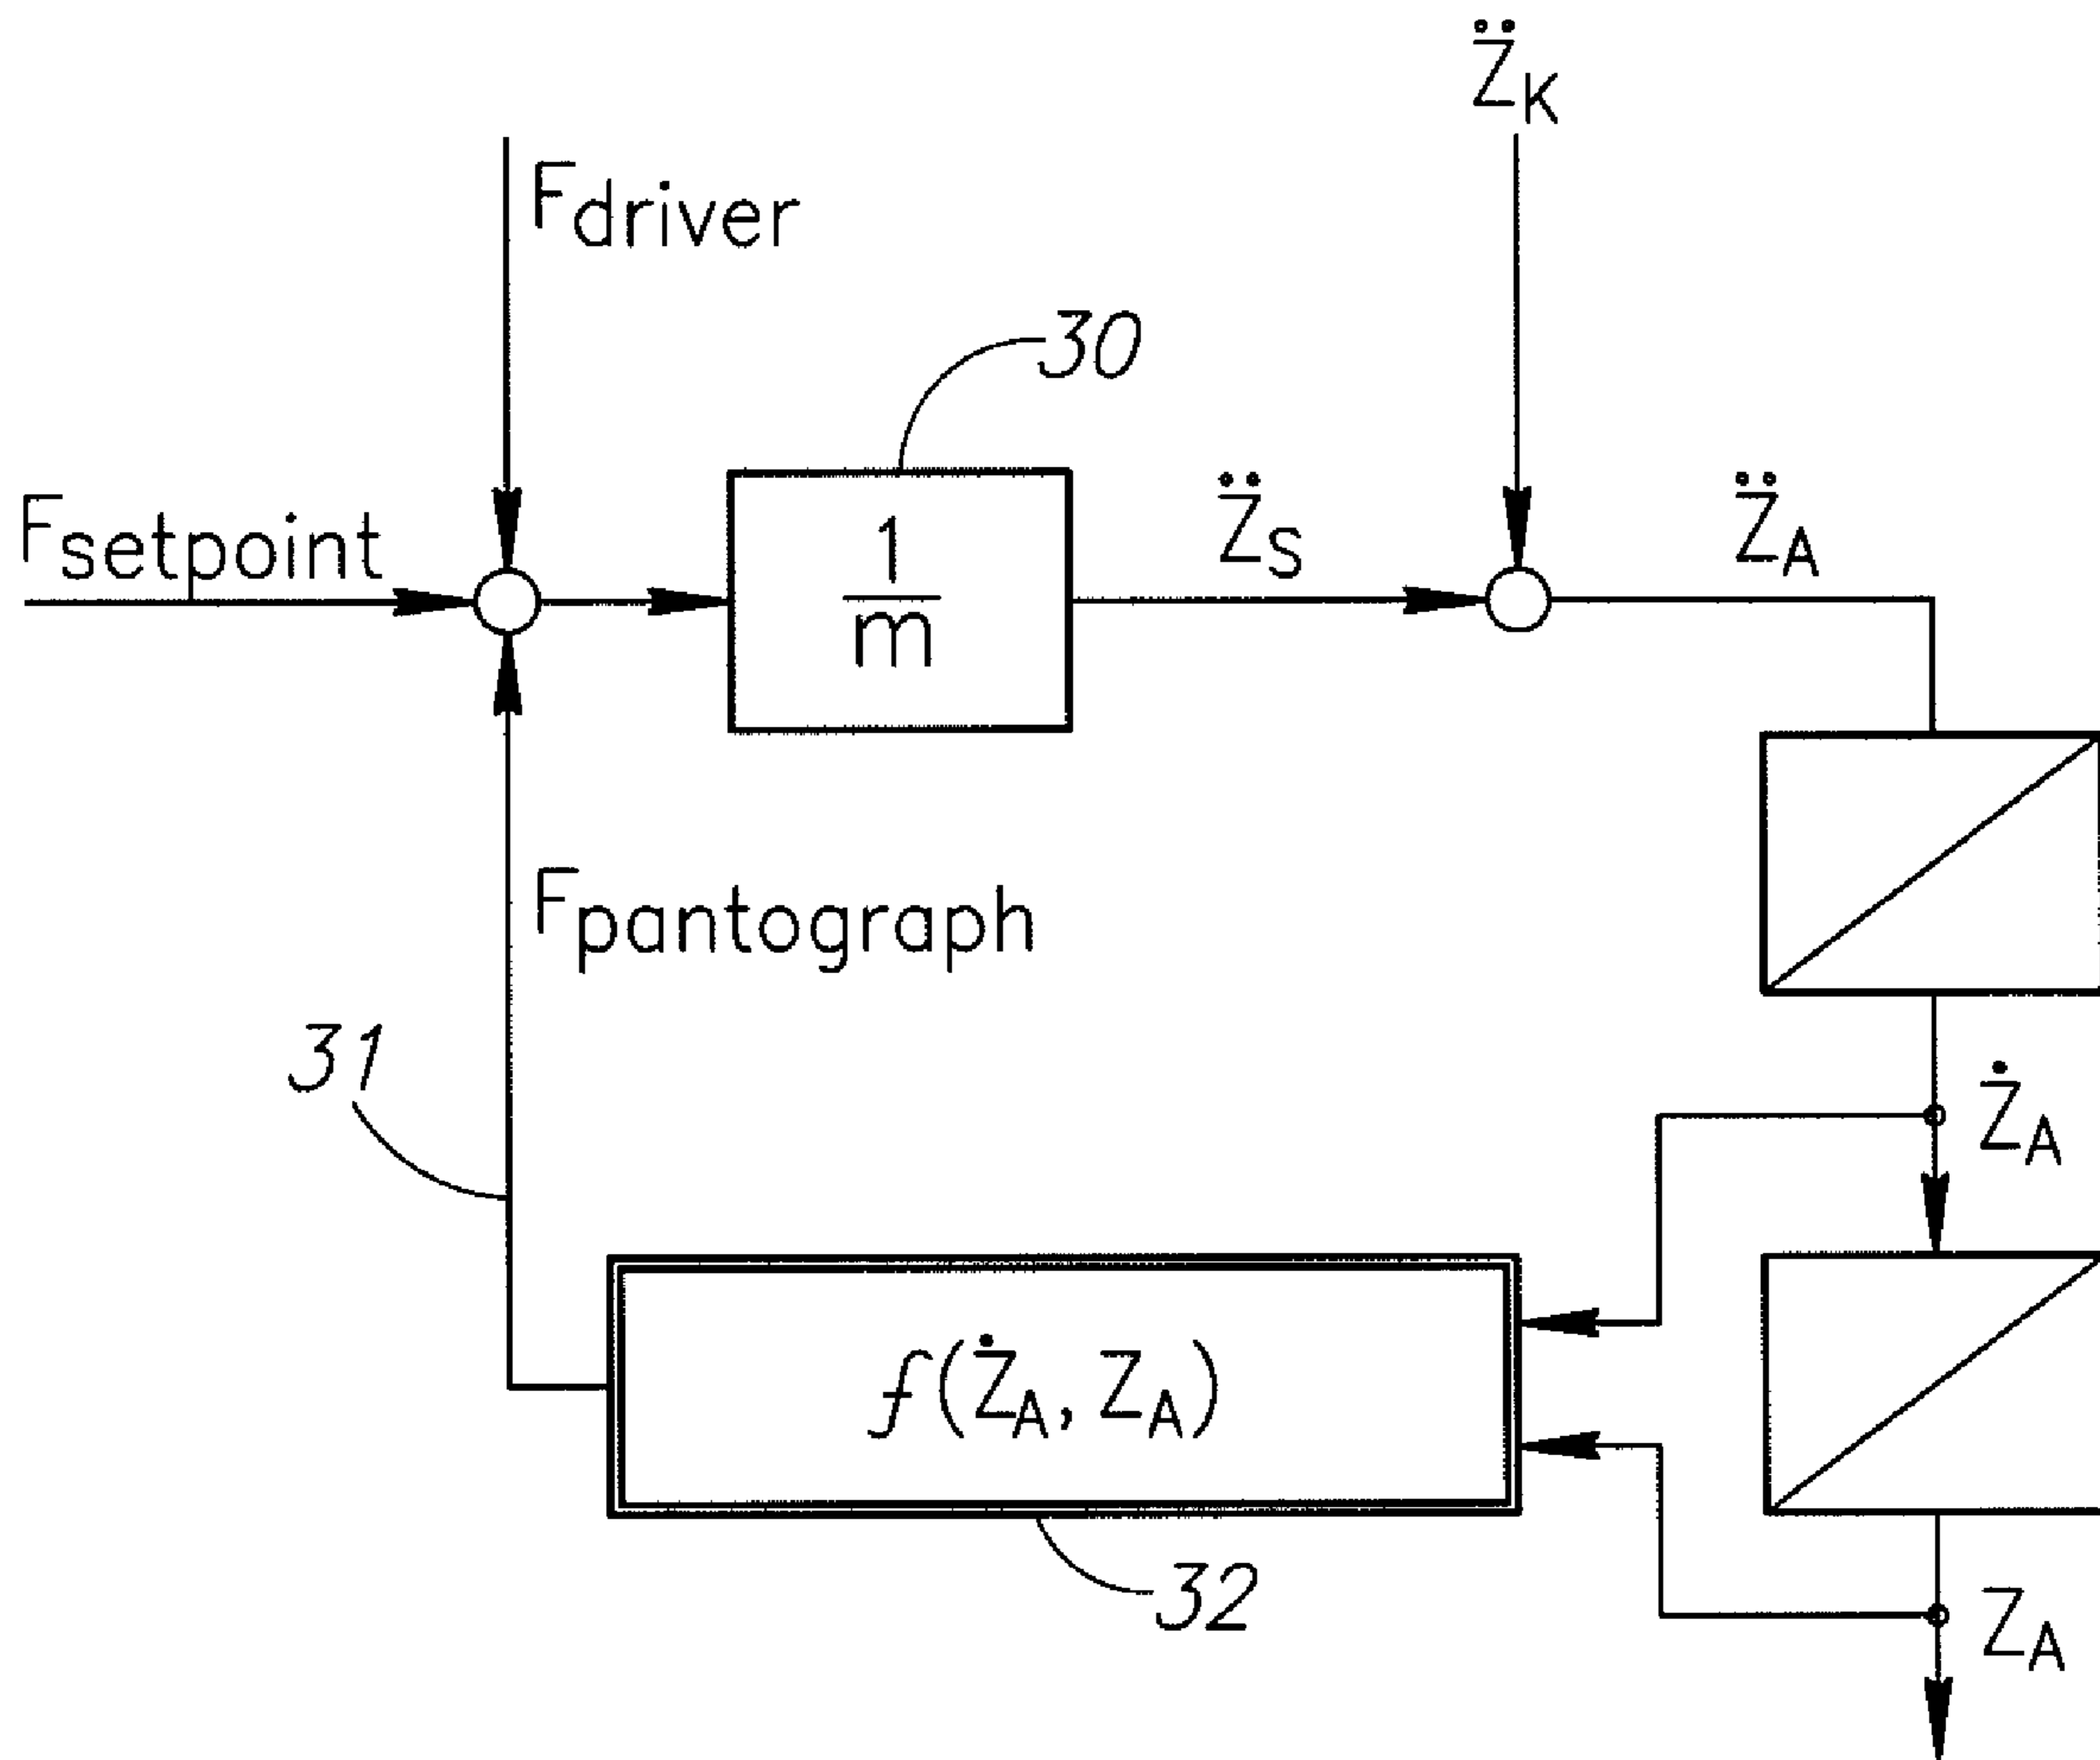 Z̈K
Fdriver
30
Fsetpoint
1
m
Z̈S
Z̈A
Fpantograph
31
ŻA
f(ŻA, ZA)
32
ZA